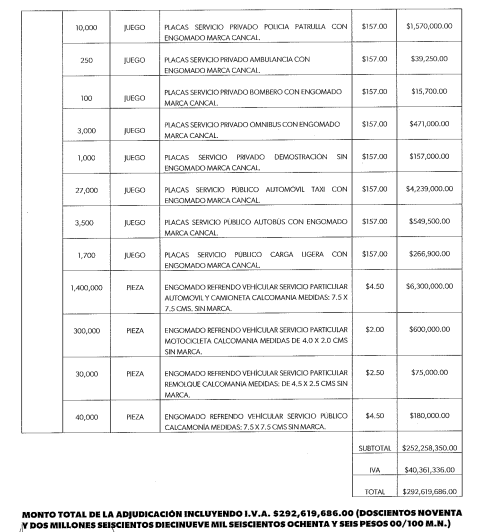 10,000 JUEGO PLACAS SERVICIO PRIVADO POLICIA PATRULLA CON $157.00 $1,570,000.00
ENGOMADO MARCA CANCAL.
250 JUEGO PLACAS SERVICIO PRIVADO AMBULANCIA CON $157.00 $39,250.00
ENGOMADO MARCA CANCAL.
100 JUEGO PLACAS SERVICIO PRIVADO BOMBERO CON ENGOMADO $157.00 $15,700.00
MARCA CANCAL.
3,000 JUEGO PLACAS SERVICIO PRIVADO OMNIBUS CON ENGOMADO $157.00 $471,000.00
MARCA CANCAL.
1,000 JUEGO PLACAS SERVICIO PRIVADO DEMOSTRACIÓN SIN $157.00 $157,000.00
ENGOMADO MARCA CANCAL.
27,000 JUEGO PLACAS SERVICIO PÚBLICO AUTOMÓVIL TAXI CON $157.00 $4,239,000.00
ENGOMADO MARCA CANCAL.
3,500 JUEGO PLACAS SERVICIO PUBLICO AUTOBÚS CON ENGOMADO $157.00 $549,500.00
MARCA CANCAL.
1,700 JUEGO PLACAS SERVICIO PÚBLICO CARGA LIGERA CON $157.00 $266,900.00
ENGOMADO MARCA CANCAL.
1,400,000 PIEZA ENGOMADO REFRENDO VEHÍCULAR SERVICIO PARTICULAR $4.50 $6,300,000.00
AUTOMOVIL Y CAMIONETA CALCOMANIA MEDIDAS: 7.5 X
7.5 CMS. SIN MARCA.
300,000 PIEZA ENGOMADO REFRENDO VEHÍCULAR SERVICIO PARTICULAR $2.00 $600,000.00
MOTOCICLETA CALCOMANIA MEDIDAS DE 4.0 X 2.0 CMS
SIN MARCA.
30,000 PIEZA ENGOMADO REFRENDO VEHÍCULAR SERVICIO PARTICULAR $2.50 $75,000.00
REMOLQUE CALCOMANIA MEDIDAS: DE 4.5 X 2.5 CMS SIN
MARCA.
40,000 PIEZA ENGOMADO REFRENDO VEHÍCULAR SERVICIO PÚBLICO $4.50 $180,000.00
CALCAMONÍA MEDIDAS: 7.5 X 7.5 CMS SIN MARCA.
SUBTOTAL $252,258,350.00
IVA $40,361,336.00
TOTAL $292,619,686.00
MONTO TOTAL DE LA ADJUDICACIÓN INCLUYENDO I.V.A. $292,619,686.00 (DOSCIENTOS NOVENTA
Y DOS MILLONES SEISCIENTOS DIECINUEVE MIL SEISCIENTOS OCHENTA Y SEIS PESOS 00/100 M.N.)